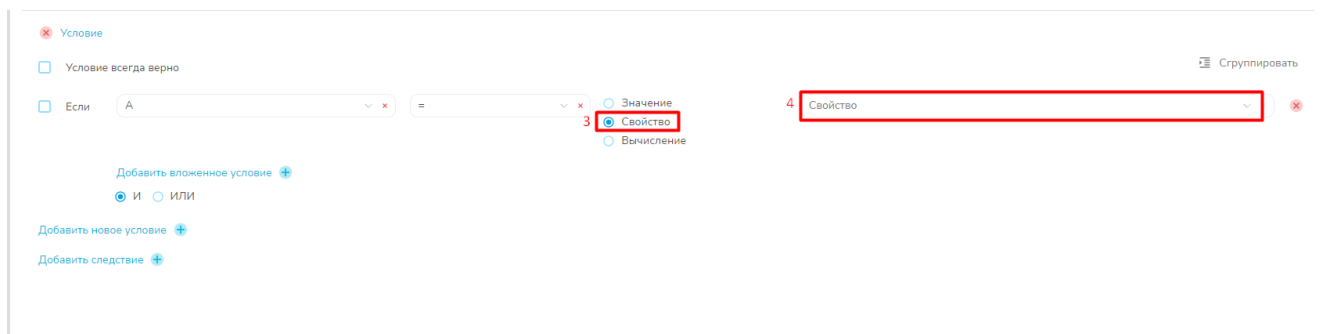 Условие
Условие всегда верно
Сгруппировать
Если A = Значение 4 Свойство
3 Свойство
Вычисление
Добавить вложенное условие
И ИЛИ
Добавить новое условие
Добавить следствие